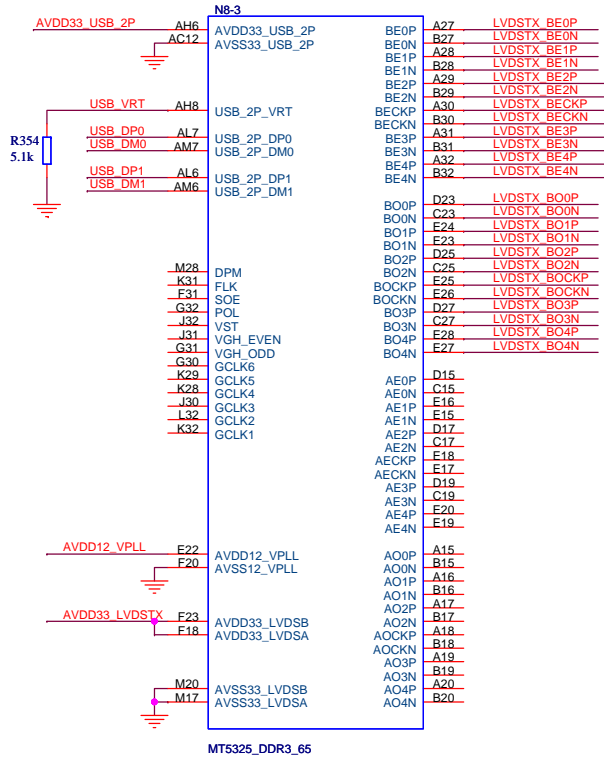 N8-3
AVDD33_USB_2P AH6 AVDD33_USB_2P BE0P A27 LVDSTX_BE0P
AC12 AVSS33_USB_2P BE0N B27 LVDSTX_BE0N
BE1P A28 LVDSTX_BE1P
BE1N B28 LVDSTX_BE1N
BE2P A29 LVDSTX_BE2P
BE2N B29 LVDSTX_BE2N
USB_VRT AH8 USB_2P_VRT BECKP A30 LVDSTX_BECKP
BECKN B30 LVDSTX_BECKN
R354 USB_DP0 AL7 USB_2P_DP0 BE3P A31 LVDSTX_BE3P
5.1k USB_DM0 AM7 USB_2P_DM0 BE3N B31 LVDSTX_BE3N
BE4P A32 LVDSTX_BE4P
USB_DP1 AL6 USB_2P_DP1 BE4N B32 LVDSTX_BE4N
USB_DM1 AM6 USB_2P_DM1
BO0P D23 LVDSTX_BO0P
BO0N C23 LVDSTX_BO0N
BO1P E24 LVDSTX_BO1P
BO1N E23 LVDSTX_BO1N
BO2P D25 LVDSTX_BO2P
M28 DPM BO2N C25 LVDSTX_BO2N
K31 FLK BOCKP E25 LVDSTX_BOCKP
F31 SOE BOCKN E26 LVDSTX_BOCKN
G32 POL BO3P D27 LVDSTX_BO3P
J32 VST BO3N C27 LVDSTX_BO3N
J31 VGH_EVEN BO4P E28 LVDSTX_BO4P
G31 VGH_ODD BO4N E27 LVDSTX_BO4N
G30 GCLK6
K29 GCLK5 AE0P D15
K28 GCLK4 AE0N C15
J30 GCLK3 AE1P E16
L32 GCLK2 AE1N E15
K32 GCLK1 AE2P D17
AE2N C17
AECKP E18
AECKN E17
AE3P D19
AE3N C19
AE4P E20
AE4N E19
AVDD12_VPLL E22 AVDD12_VPLL AO0P A15
F20 AVSS12_VPLL AO0N B15
AO1P A16
AO1N B16
AO2P A17
AVDD33_LVDSTX F23 AVDD33_LVDSB AO2N B17
F18 AVDD33_LVDSA AOCKP A18
AOCKN B18
AO3P A19
AO3N B19
M20 AVSS33_LVDSB AO4P A20
M17 AVSS33_LVDSA AO4N B20
MT5325_DDR3_65